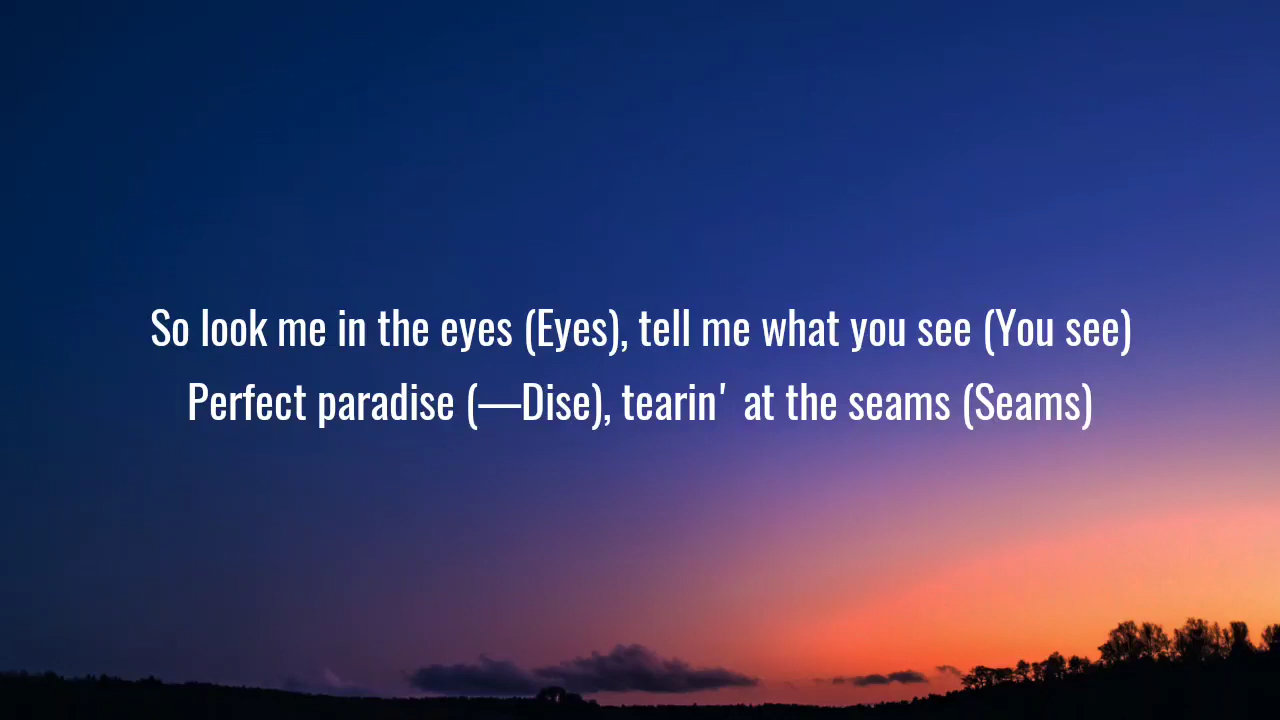 So look me in the eyes (Eyes), tell me what you see (You see)
Perfect paradise (—Dise), tearin' at the seams (Seams)